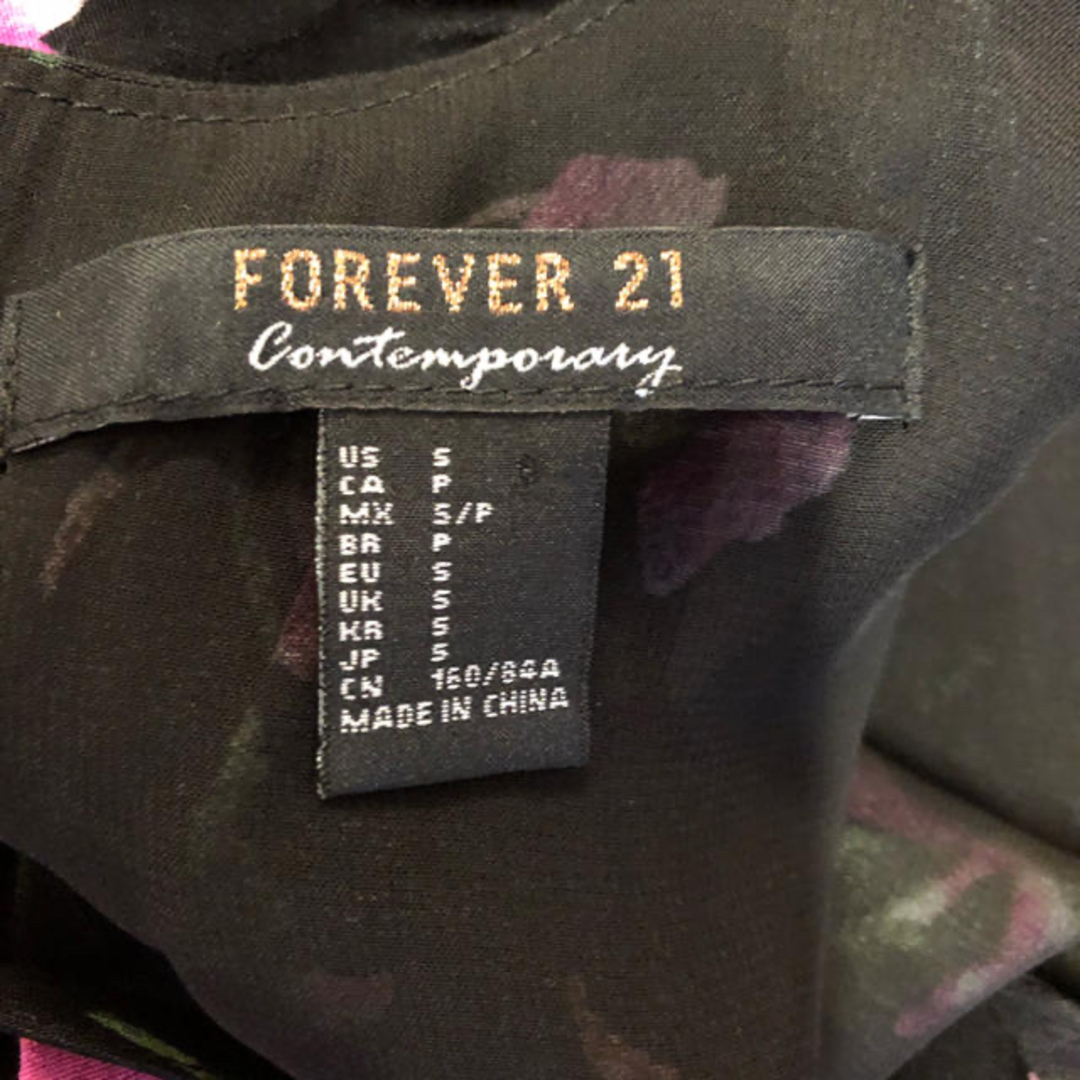 FOREVER 21
Contemporary
US S
CA P
MX S/P
BR P
EU S
UK S
KR S
JP S
CN 160/84A
MADE IN CHINA